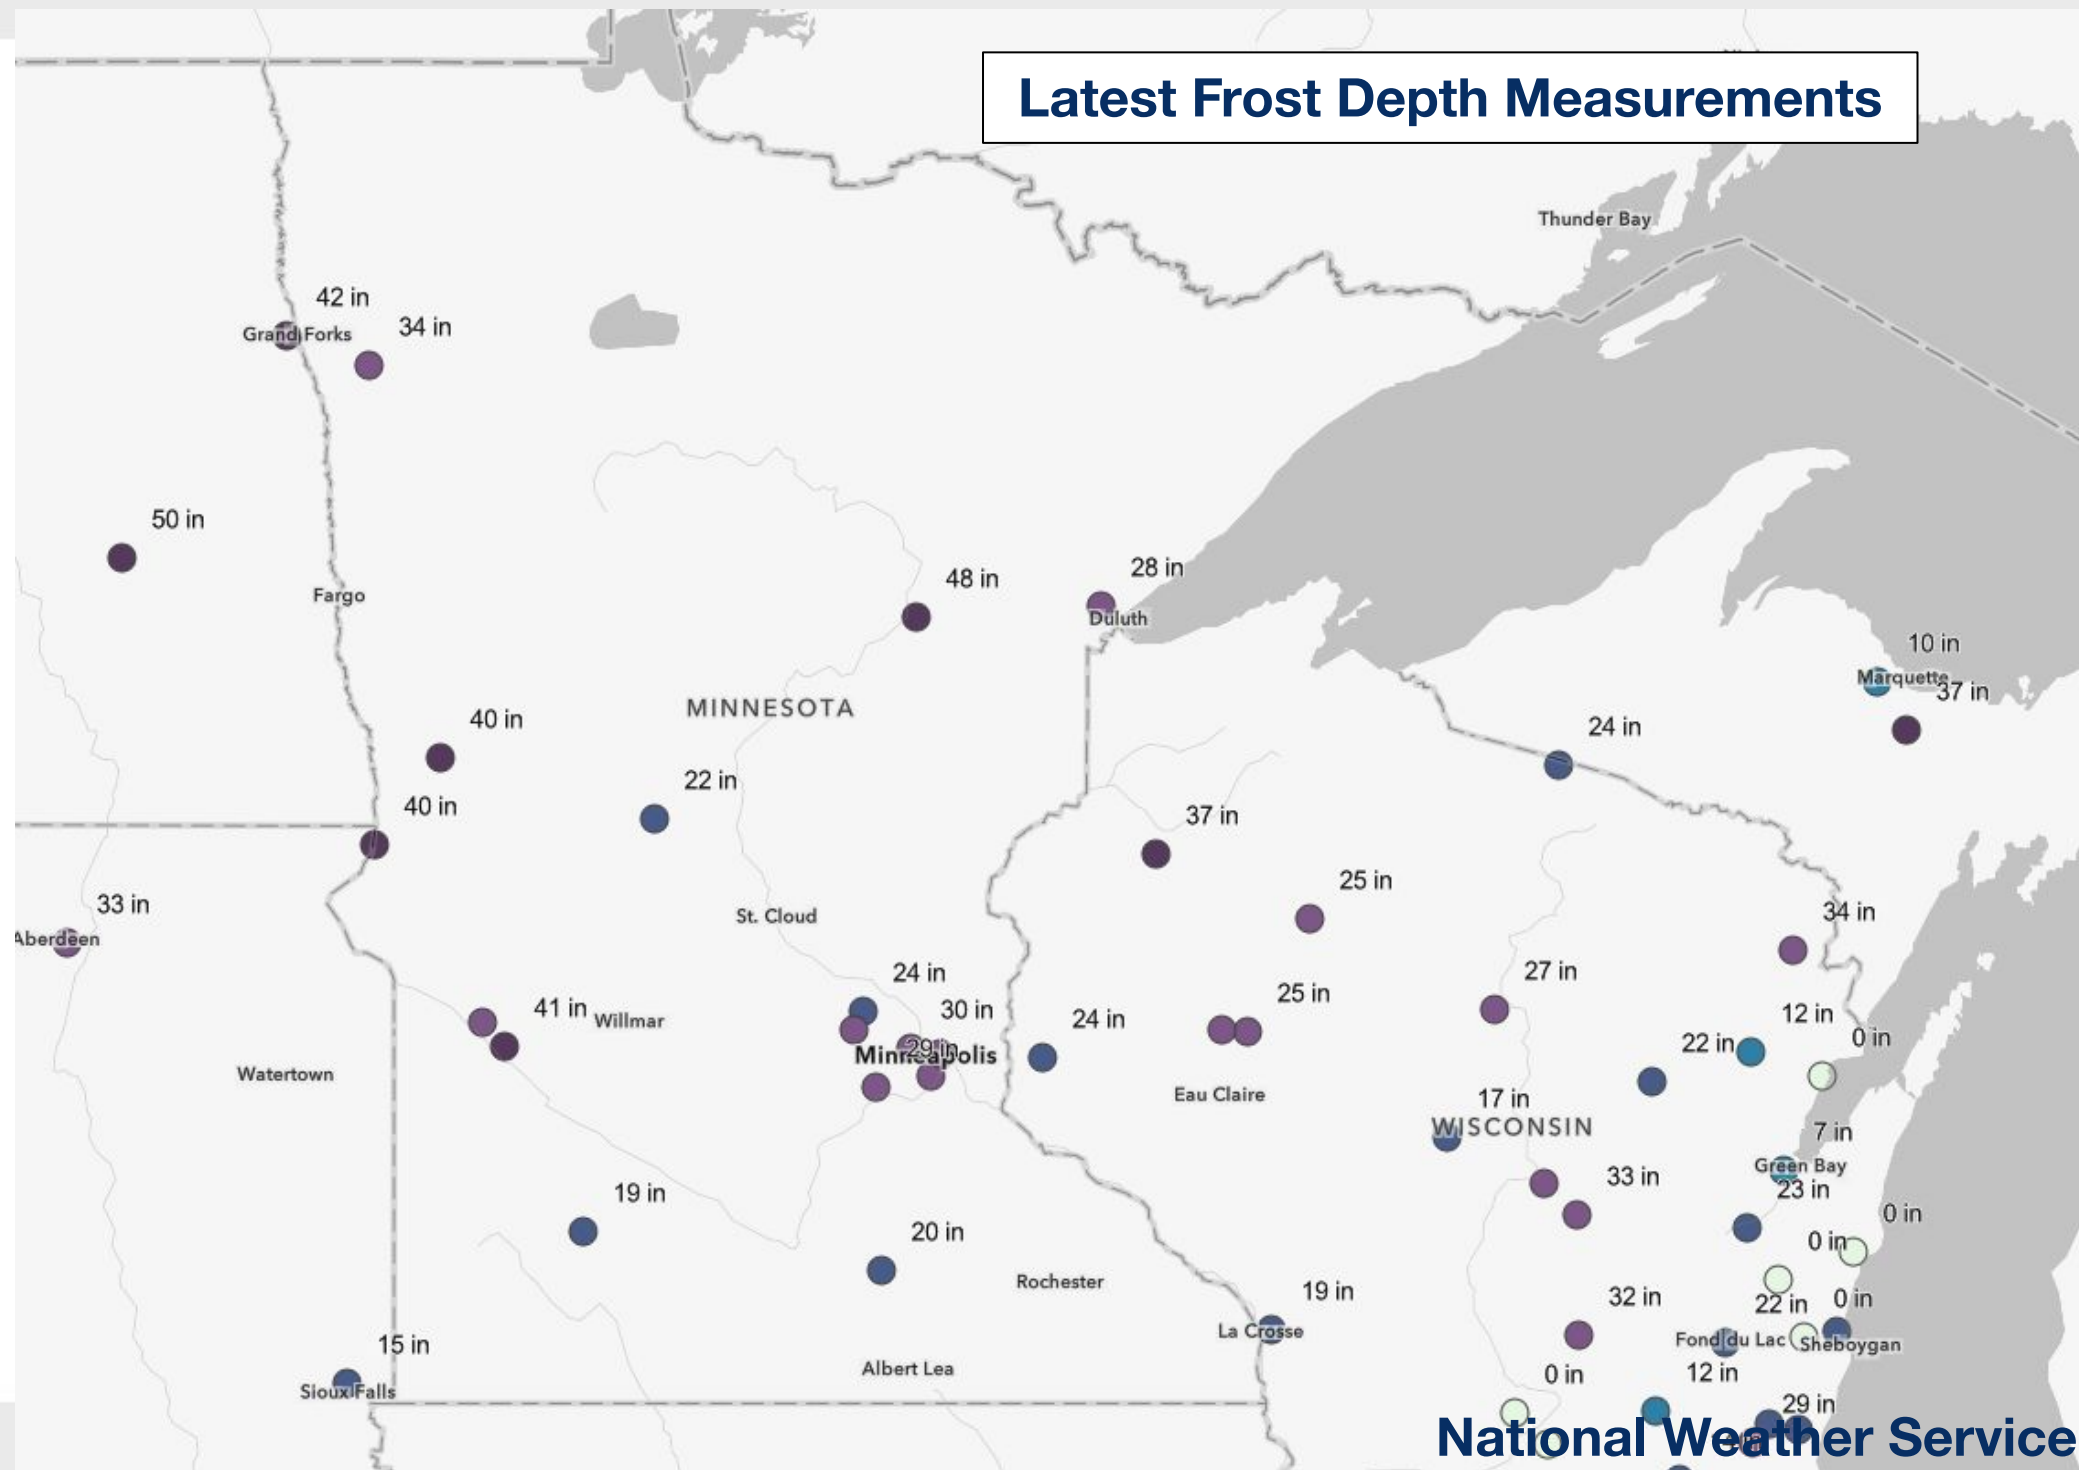 Latest Frost Depth Measurements
Thunder Bay
42 in
34 in
Grand Forks
50 in
28 in
48 in
Fargo
Duluth
10 in
Marquette
37 in
MINNESOTA
40 in
24 in
22 in
40 in
37 in
25 in
33 in
34 in
St. Cloud
Aberdeen
24 in
27 in
25 in
41 in
30 in
12 in
Willmar
24 in
0 in
29 in
Minneapolis
22 in
Watertown
Eau Claire
17 in
WISCONSIN
7 in
Green Bay
33 in
19 in
23 in
0 in
20 in
0 in
Rochester
19 in
32 in
22 in
0 in
La Crosse
Fond du Lac
Sheboygan
15 in
Albert Lea
0 in
12 in
Sioux Falls
29 in
National Weather Service